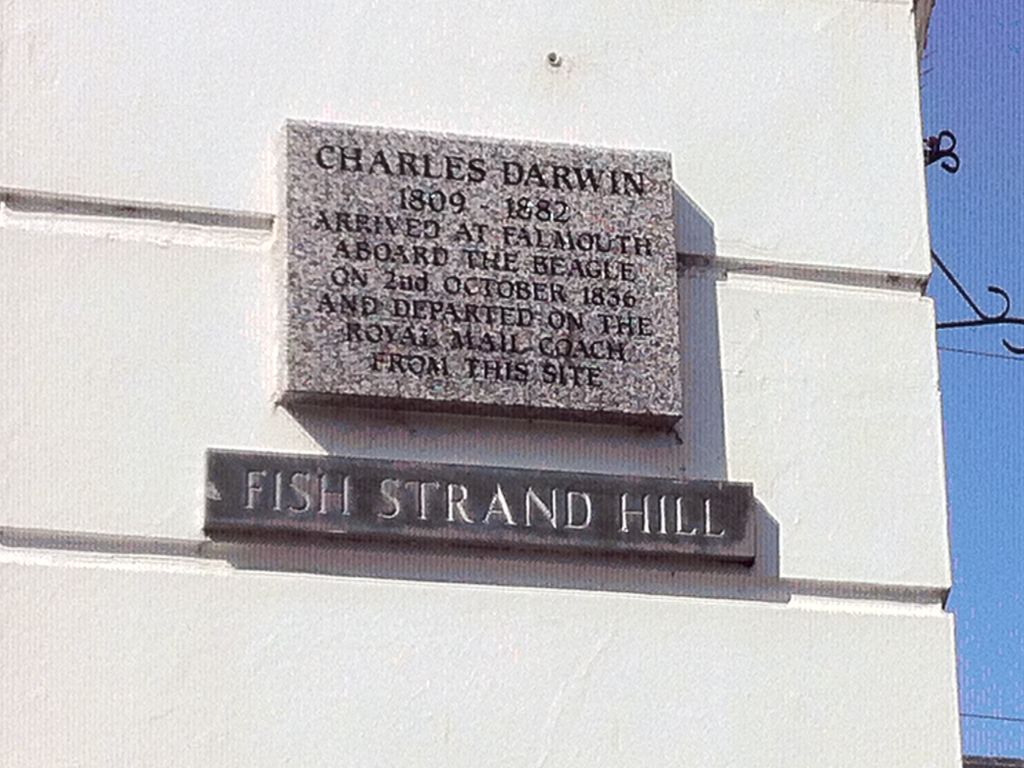 CHARLES DARWIN
1809 - 1882
ARRIVED AT FALMOUTH
ABOARD THE BEAGLE
ON 2nd OCTOBER 1836
AND DEPARTED ON THE
ROYAL MAIL COACH
FROM THIS SITE
FISH STRAND HILL